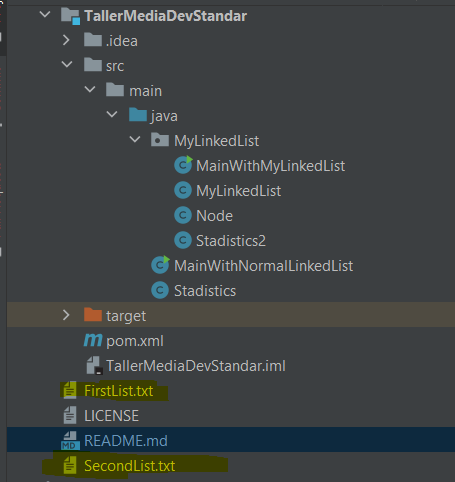 TallerMediaDevStandar
.idea
src
main
java
MyLinkedList
MainWithMyLinkedList
MyLinkedList
Node
Stadistics2
MainWithNormalLinkedList
Stadistics
target
pom.xml
TallerMediaDevStandar.iml
FirstList.txt
LICENSE
README.md
SecondList.txt